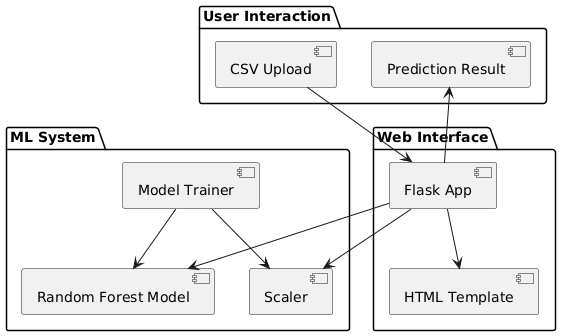 User Interaction
CSV Upload
Prediction Result
ML System
Web Interface
Model Trainer
Flask App
Random Forest Model
Scaler
HTML Template